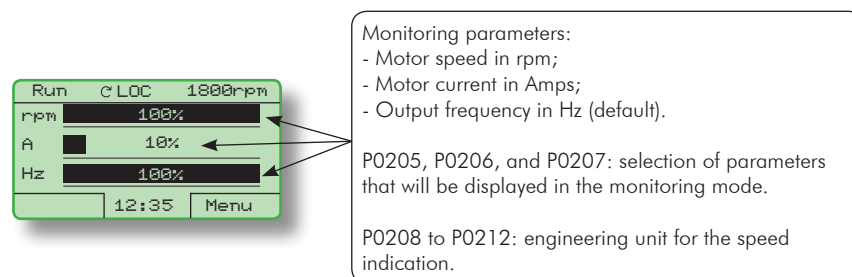 Run C LOC 1800rpm
rpm 100%
A 10%
Hz 100%
12:35 Menu
Monitoring parameters:
- Motor speed in rpm;
- Motor current in Amps;
- Output frequency in Hz (default).
P0205, P0206, and P0207: selection of parameters
that will be displayed in the monitoring mode.
P0208 to P0212: engineering unit for the speed
indication.